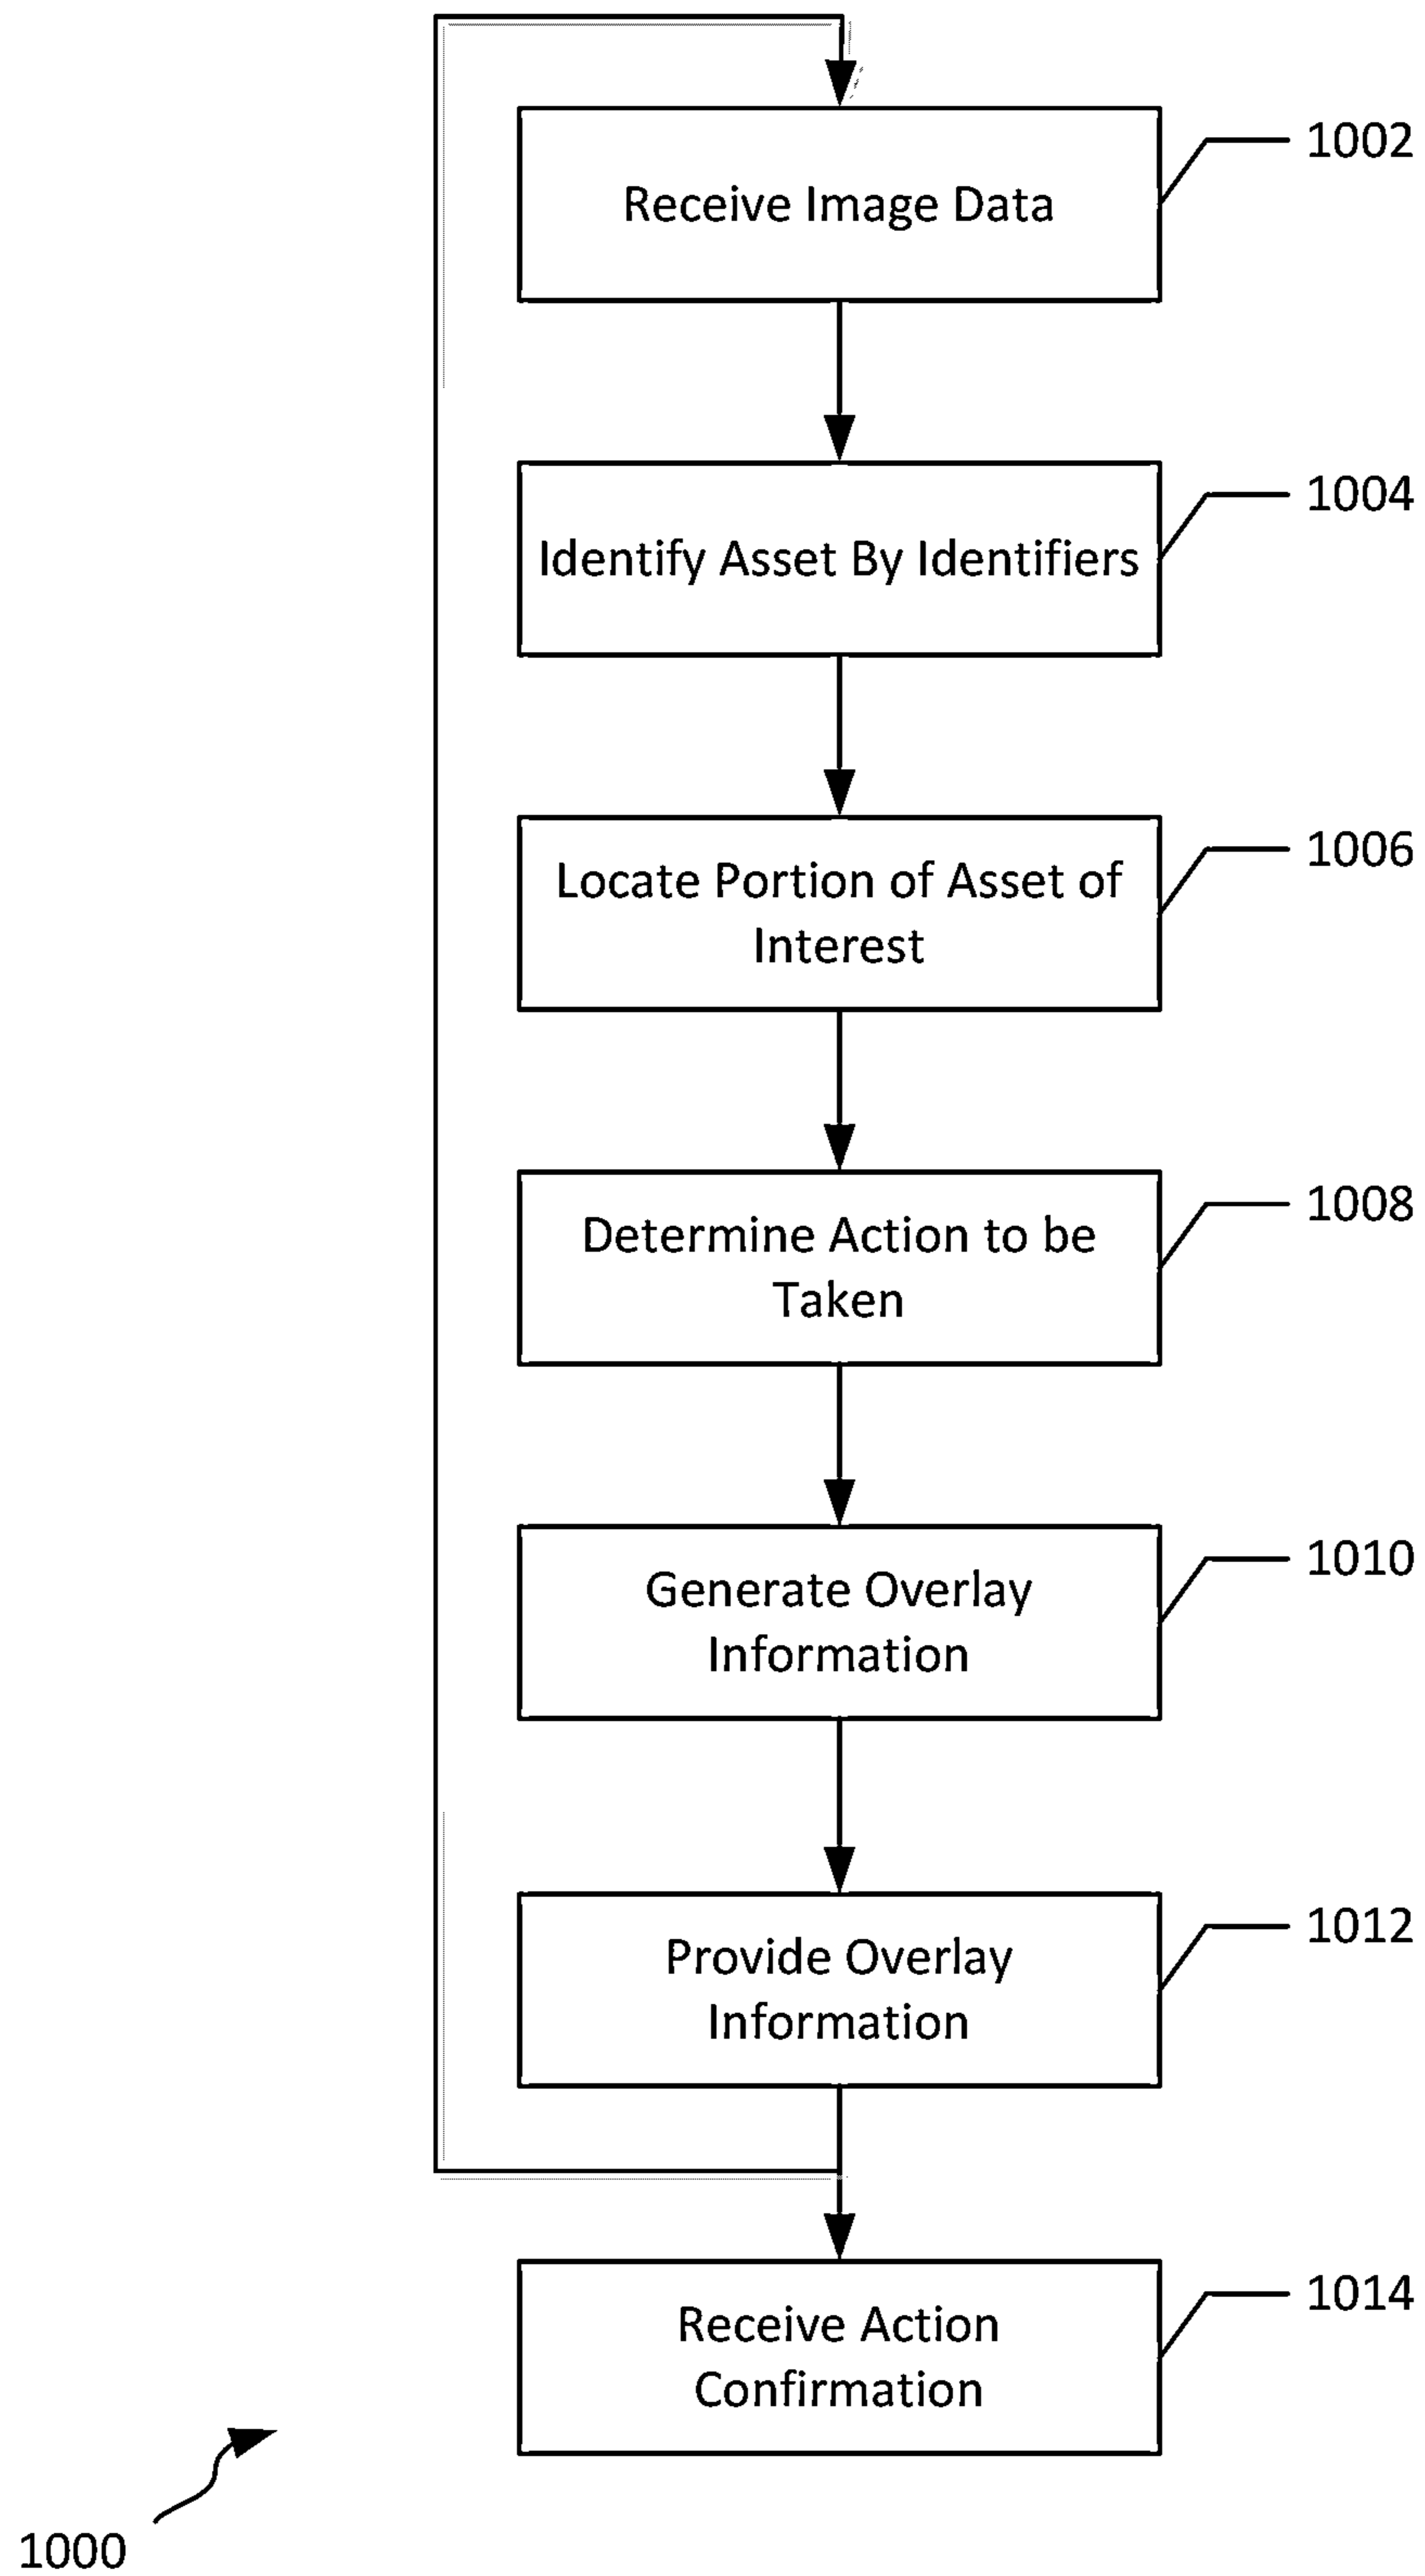 1002
Receive Image Data
1004
Identify Asset By Identifiers
1006
Locate Portion of Asset of
Interest
1008
Determine Action to be
Taken
1010
Generate Overlay
Information
1012
Provide Overlay
Information
1014
Receive Action
Confirmation
1000